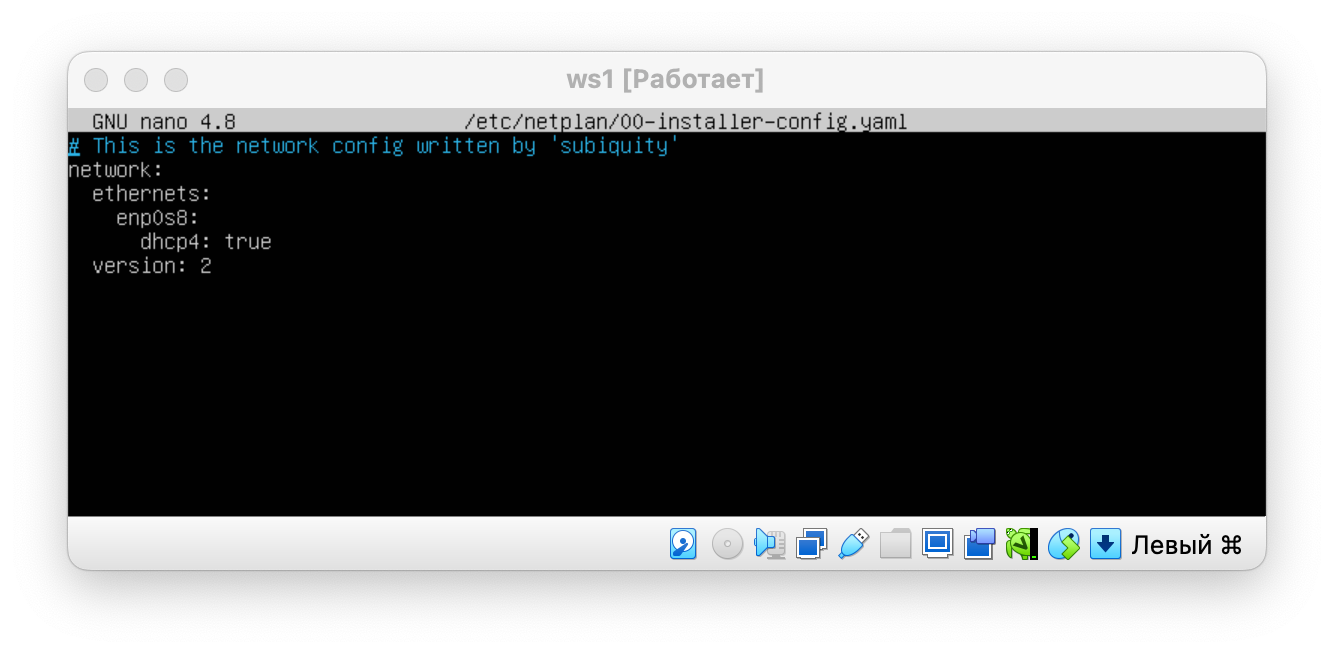 ws1 [Работает]
GNU nano 4.8 /etc/netplan/00-installer-config.yaml
# This is the network config written by 'subiquity'
network:
  ethernets:
    enp0s8:
      dhcp4: true
  version: 2
Левый ⌘